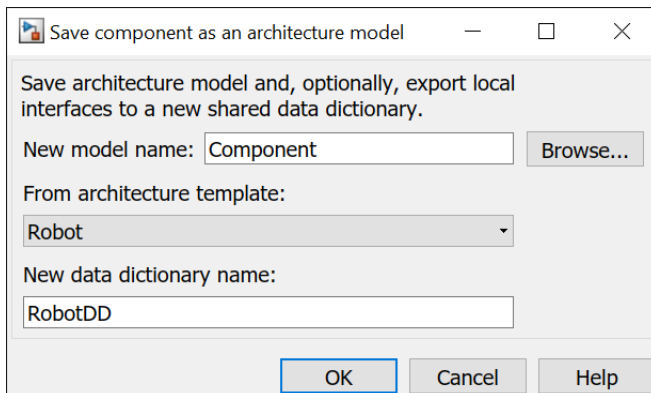 Save component as an architecture model
Save architecture model and, optionally, export local
interfaces to a new shared data dictionary.
New model name: Component Browse...
From architecture template:
Robot
New data dictionary name:
RobotDD
OK Cancel Help